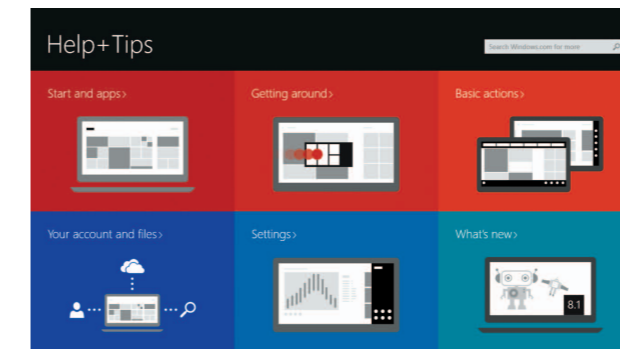 Help+Tips
Search Windows.com for more
Start and apps>
Getting around>
Basic actions>
Your account and files>
Settings>
What's new>
8.1